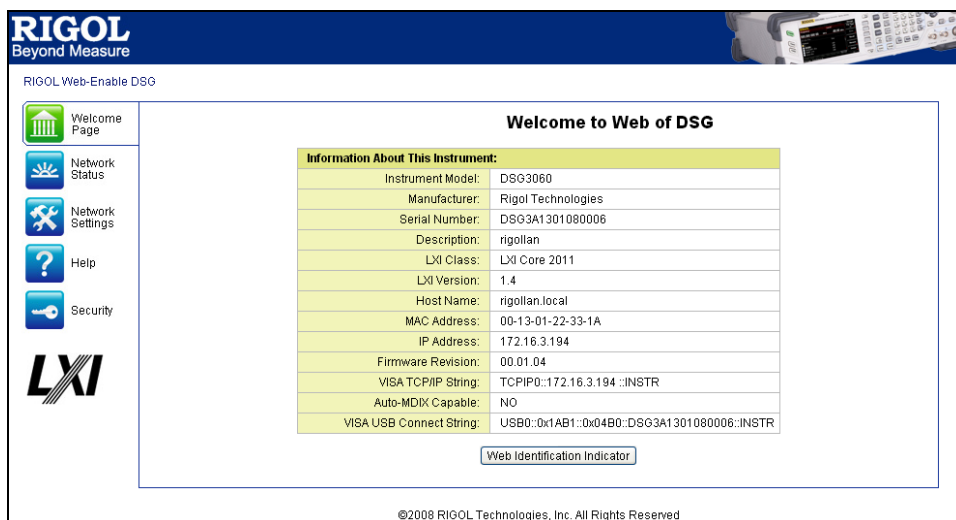 RIGOL
Beyond Measure
RIGOL Web-Enable DSG
Welcome Page
Network Status
Network Settings
Help
Security
LXI
Welcome to Web of DSG
Information About This Instrument:
Instrument Model: DSG3060
Manufacturer: Rigol Technologies
Serial Number: DSG3A1301080006
Description: rigollan
LXI Class: LXI Core 2011
LXI Version: 1.4
Host Name: rigollan.local
MAC Address: 00-13-01-22-33-1A
IP Address: 172.16.3.194
Firmware Revision: 00.01.04
VISA TCP/IP String: TCPIP0::172.16.3.194 ::INSTR
Auto-MDIX Capable: NO
VISA USB Connect String: USB0::0x1AB1::0x04B0::DSG3A1301080006::INSTR
Web Identification Indicator
©2008 RIGOL Technologies, Inc. All Rights Reserved